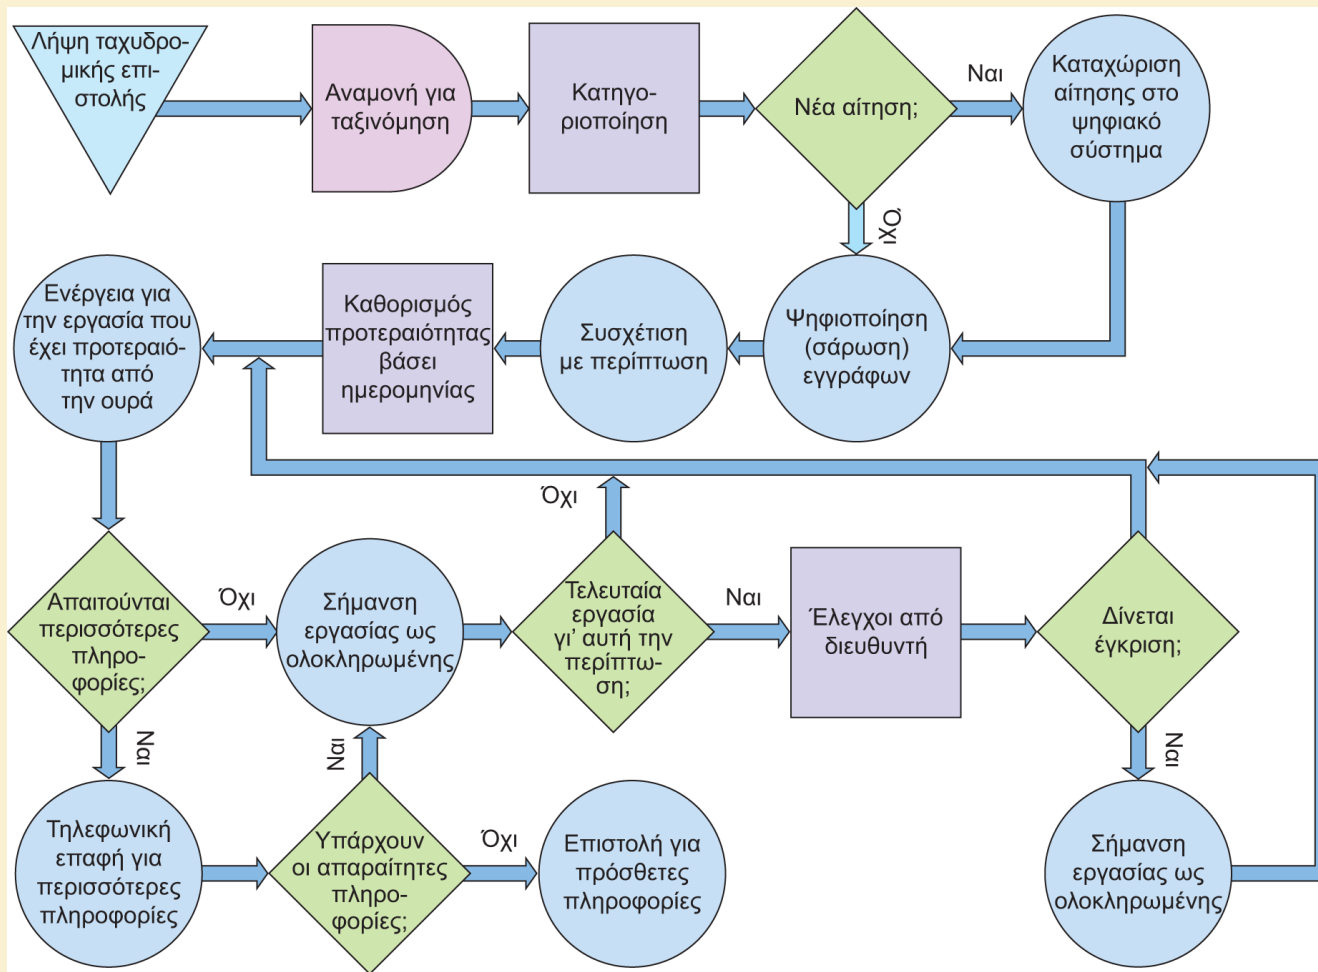 Λήψη ταχυδρο-
μικής επι-
στολής
Αναμονή για
ταξινόμηση
Κατηγο-
ριοποίηση
Νέα αίτηση;
Ναι
Καταχώριση
αίτησης στο
ψηφιακό
σύστημα
Όχι
Ενέργεια για
την εργασία που
έχει προτεραιό-
τητα από
την ουρά
Καθορισμός
προτεραιότητας
βάσει
ημερομηνίας
Συσχέτιση
με περίπτωση
Ψηφιοποίηση
(σάρωση)
εγγράφων
Απαιτούνται
περισσότερες
πληρο-
φορίες;
Όχι
Σήμανση
εργασίας ως
ολοκληρωμένης
Όχι
Τελευταία
εργασία
γι’ αυτή την
περίπτω-
ση;
Ναι
Έλεγχοι από
διευθυντή
Δίνεται
έγκριση;
Ναι
Ναι
Ναι
Τηλεφωνική
επαφή για
περισσότερες
πληροφορίες
Υπάρχουν
οι απαραίτητες
πληρο-
φορίες;
Όχι
Επιστολή για
πρόσθετες
πληροφορίες
Σήμανση
εργασίας ως
ολοκληρωμένης